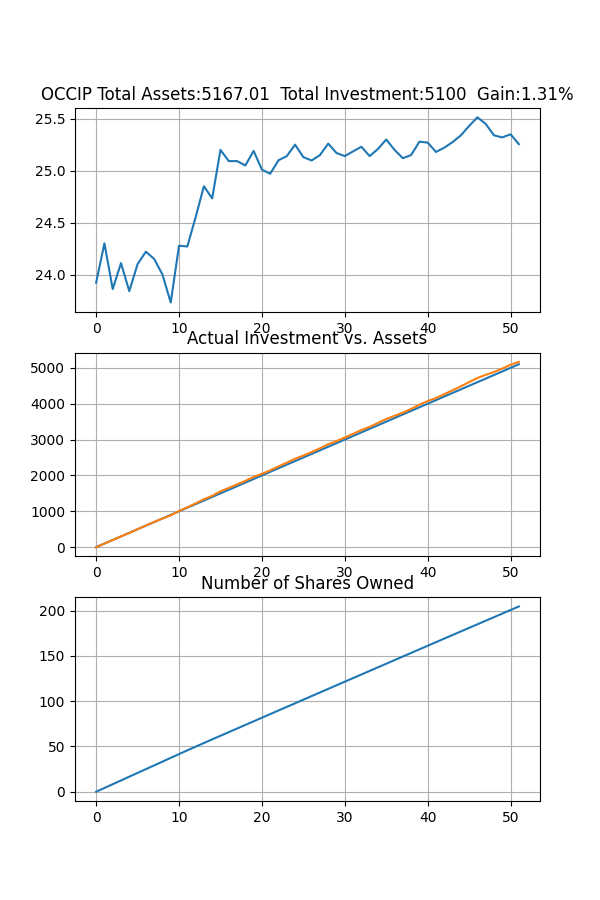 OCCIP Total Assets:5167.01  Total Investment:5100  Gain:1.31%
25.5
25.0
24.5
24.0
0 10 20 30 40 50
Actual Investment vs. Assets
5000
4000
3000
2000
1000
0
0 10 20 30 40 50
Number of Shares Owned
200
150
100
50
0
0 10 20 30 40 50